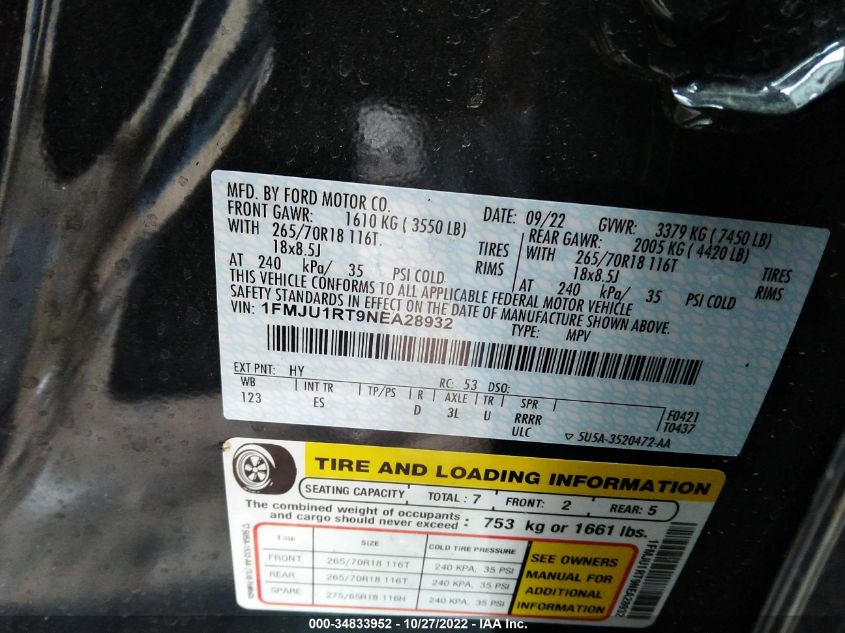 MFD. BY FORD MOTOR CO.
DATE: 09/22
GVWR: 3379 KG ( 7450 LB)
FRONT GAWR: 1610 KG ( 3550 LB)
REAR GAWR: 2005 KG ( 4420 LB)
WITH 265/70R18 116T. TIRES
WITH 265/70R18 116T TIRES
18x8.5J RIMS
18x8.5J RIMS
AT 240 kPa/ 35 PSI COLD
AT 240 kPa/ 35 PSI COLD
THIS VEHICLE CONFORMS TO ALL APPLICABLE FEDERAL MOTOR VEHICLE
SAFETY STANDARDS IN EFFECT ON THE DATE OF MANUFACTURE SHOWN ABOVE.
VIN: 1FMJU1RT9NEA28932
TYPE: MPV
EXT PNT: HY RC: 53 DSO:
WB INT TR TP/PS R AXLE TR SPR
123 ES D 3L U RRRR
ULC
F0421
T0437
▽ SU5A-3520472-AA
TIRE AND LOADING INFORMATION
SEATING CAPACITY TOTAL : 7 FRONT: 2 REAR: 5
The combined weight of occupants
and cargo should never exceed : 753 kg or 1661 lbs.
TIRE SIZE COLD TIRE PRESSURE
FRONT 265/70R18 116T 240 KPA, 35 PSI
REAR 265/70R18 116T 240 KPA, 35 PSI
SPARE 275/65R18 116H 240 KPA, 35 PSI
SEE OWNERS
MANUAL FOR
ADDITIONAL
INFORMATION
1FMJU1RT9NEA28932
000-34833952 - 10/27/2022 - IAA Inc.